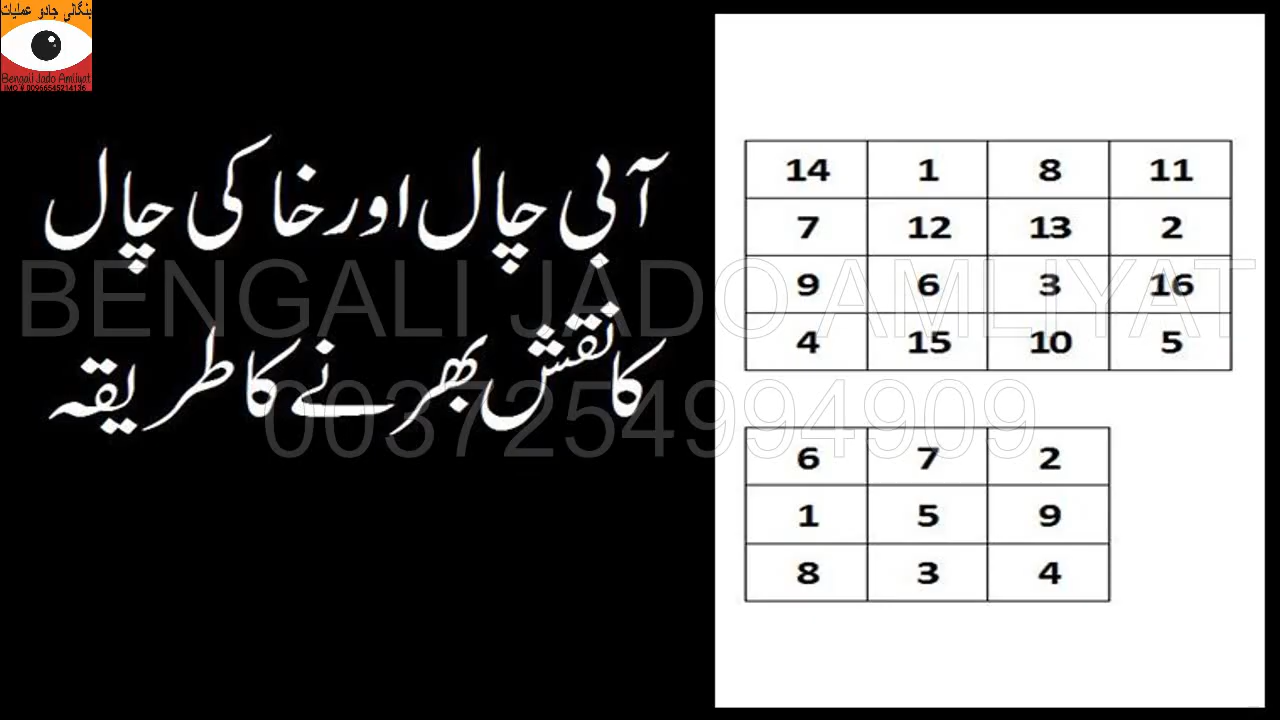 بنگالی جادو عملیات
Bengali Jado Amliyat
آبی چال اور خاکی چال
کا نقش بھرنے کا طریقہ
BENGALI JADO AMLIYAT
0037254994909
14 1 8 11
7 12 13 2
9 6 3 16
4 15 10 5
6 7 2
1 5 9
8 3 4